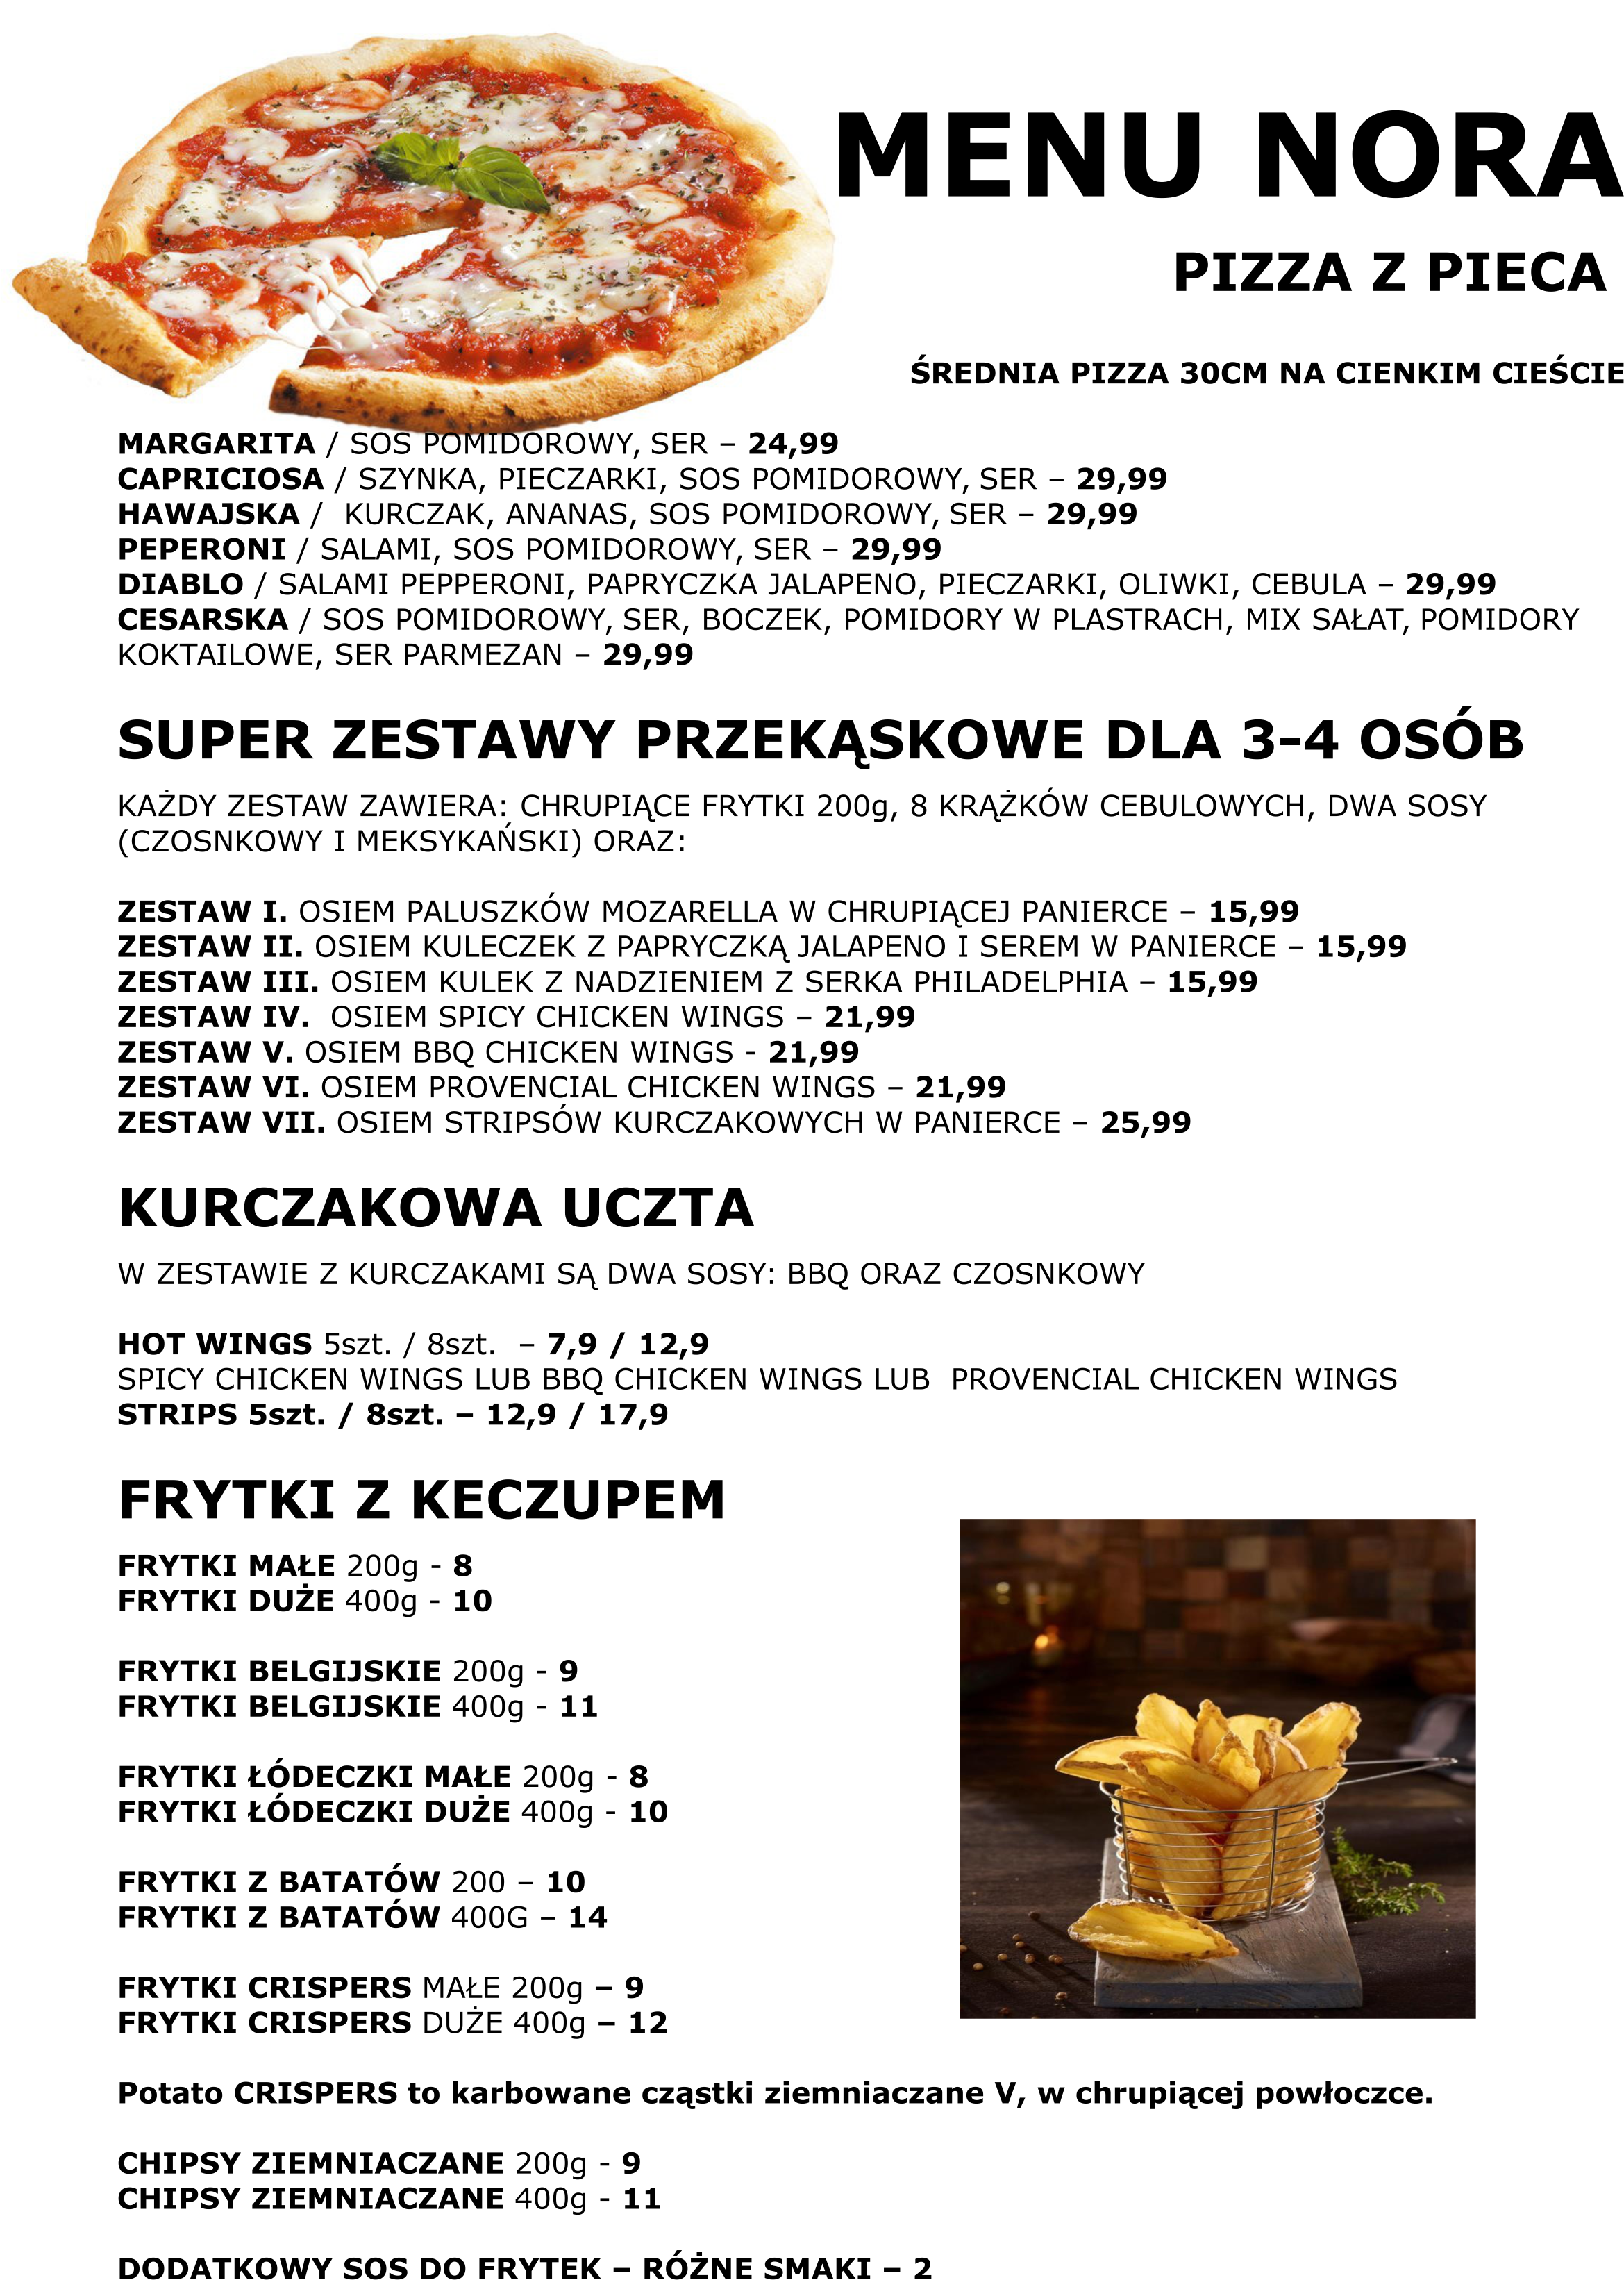 MENU NORA
PIZZA Z PIECA
ŚREDNIA PIZZA 30CM NA CIENKIM CIEŚCIE
MARGARITA / SOS POMIDOROWY, SER – 24,99
CAPRICIOSA / SZYNKA, PIECZARKI, SOS POMIDOROWY, SER – 29,99
HAWAJSKA /  KURCZAK, ANANAS, SOS POMIDOROWY, SER – 29,99
PEPERONI / SALAMI, SOS POMIDOROWY, SER – 29,99
DIABLO / SALAMI PEPPERONI, PAPRYCZKA JALAPENO, PIECZARKI, OLIWKI, CEBULA – 29,99
CESARSKA / SOS POMIDOROWY, SER, BOCZEK, POMIDORY W PLASTRACH, MIX SAŁAT, POMIDORY
KOKTAILOWE, SER PARMEZAN – 29,99
SUPER ZESTAWY PRZEKĄSKOWE DLA 3-4 OSÓB
KAŻDY ZESTAW ZAWIERA: CHRUPIĄCE FRYTKI 200g, 8 KRĄŻKÓW CEBULOWYCH, DWA SOSY
(CZOSNKOWY I MEKSYKAŃSKI) ORAZ:
ZESTAW I. OSIEM PALUSZKÓW MOZARELLA W CHRUPIĄCEJ PANIERCE – 15,99
ZESTAW II. OSIEM KULECZEK Z PAPRYCZKĄ JALAPENO I SEREM W PANIERCE – 15,99
ZESTAW III. OSIEM KULEK Z NADZIENIEM Z SERKA PHILADELPHIA – 15,99
ZESTAW IV.  OSIEM SPICY CHICKEN WINGS – 21,99
ZESTAW V. OSIEM BBQ CHICKEN WINGS - 21,99
ZESTAW VI. OSIEM PROVENCIAL CHICKEN WINGS – 21,99
ZESTAW VII. OSIEM STRIPSÓW KURCZAKOWYCH W PANIERCE – 25,99
KURCZAKOWA UCZTA
W ZESTAWIE Z KURCZAKAMI SĄ DWA SOSY: BBQ ORAZ CZOSNKOWY
HOT WINGS 5szt. / 8szt.  – 7,9 / 12,9
SPICY CHICKEN WINGS LUB BBQ CHICKEN WINGS LUB  PROVENCIAL CHICKEN WINGS
STRIPS 5szt. / 8szt. – 12,9 / 17,9
FRYTKI Z KECZUPEM
FRYTKI MAŁE 200g - 8
FRYTKI DUŻE 400g - 10
FRYTKI BELGIJSKIE 200g - 9
FRYTKI BELGIJSKIE 400g - 11
FRYTKI ŁÓDECZKI MAŁE 200g - 8
FRYTKI ŁÓDECZKI DUŻE 400g - 10
FRYTKI Z BATATÓW 200 – 10
FRYTKI Z BATATÓW 400G – 14
FRYTKI CRISPERS MAŁE 200g – 9
FRYTKI CRISPERS DUŻE 400g – 12
Potato CRISPERS to karbowane cząstki ziemniaczane V, w chrupiącej powłoczce.
CHIPSY ZIEMNIACZANE 200g - 9
CHIPSY ZIEMNIACZANE 400g - 11
DODATKOWY SOS DO FRYTEK – RÓŻNE SMAKI – 2